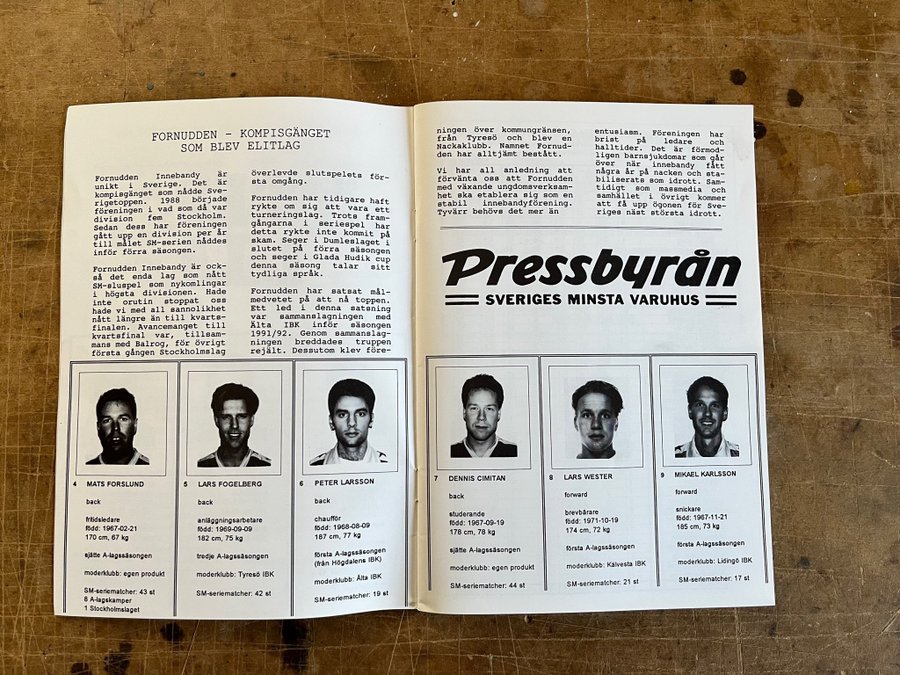 FORNUDDEN - KOMPISGÄNGET
SOM BLEV ELITLAG
Fornudden Innebandy är
unikt i Sverige. Det är
kompisgänget som nådde Sve-
rigetoppen. 1988 började
föreningen i vad som då var
division fem Stockholm.
Sedan dess har föreningen
gått upp en division per år
till målet SM-serien nåddes
inför förra säsongen.
Fornudden Innebandy är ock-
så det enda lag som nått
SM-sluspel som nykomlingar
i högsta divisionen. Hade
inte orutin stoppat oss
hade vi med all sannolikhet
nått längre än till kvarts-
finalen. Avancemanget till
kvartsfinal var, tillsam-
mans med Balrog, för övrigt
första gången Stockholmslag
överlevde slutspelets för-
sta omgång.
Fornudden har tidigare haft
rykte om sig att vara ett
turneringslag. Trots fram-
gångarna i seriespel har
detta rykte inte kommit på
skam. Seger i Dumleslaget i
slutet på förra säsongen
och seger i Glada Hudik cup
denna säsong talar sitt
tydliga språk.
Fornudden har satsat mål-
medvetet på att nå toppen.
Ett led i denna satsning
var sammanslagningen med
Älta IBK inför säsongen
1991/92. Genom sammanslag-
ningen breddades truppen
rejält. Dessutom klev före-
ningen över kommungränsen,
från Tyresö och blev en
Nackaklubb. Namnet Fornud-
den har alltjämt bestått.
Vi har all anledning att
förvänta oss att Fornudden
med växande ungdomsverksam-
het ska etablera sig som en
stabil innebandyförening.
Tyvärr behövs det mer än
entusiasm. Föreningen har
brist på ledare och
halltider. Det är förmod-
ligen barnsjukdomar som går
över när innebandy fått
några år på nacken och sta-
biliserats som idrott. Sam-
tidigt som massmedia och
samhället i övrigt kommer
att få upp ögonen för Sve-
riges näst största idrott.
Pressbyrån
SVERIGES MINSTA VARUHUS
4 MATS FORSLUND
back
fritidsledare
född: 1967-02-21
170 cm, 67 kg
sjätte A-lagssäsongen
moderklubb: egen produkt
SM-seriematcher: 43 st
8 A-lagskamper
1 Stockholmslaget
5 LARS FOGELBERG
back
anläggningsarbetare
född: 1969-09-09
182 cm, 75 kg
tredje A-lagssäsongen
moderklubb: Tyresö IBK
SM-seriematcher: 42 st
6 PETER LARSSON
back
chaufför
född: 1968-08-09
187 cm, 77 kg
första A-lagssäsongen
(från Högdalens IBK)
moderklubb: Älta IBK
SM-seriematcher: 19 st
7 DENNIS CIMITAN
back
studerande
född: 1967-09-19
178 cm, 78 kg
sjätte A-lagssäsongen
moderklubb: egen produkt
SM-seriematcher: 44 st
8 LARS WESTER
forward
brevbärare
född: 1971-10-19
174 cm, 72 kg
första A-lagssäsongen
moderklubb: Kälvesta IBK
SM-seriematcher: 21 st
9 MIKAEL KARLSSON
forward
snickare
född: 1967-11-21
185 cm, 73 kg
första A-lagssäsongen
moderklubb: Lidingö IBK
SM-seriematcher: 17 st